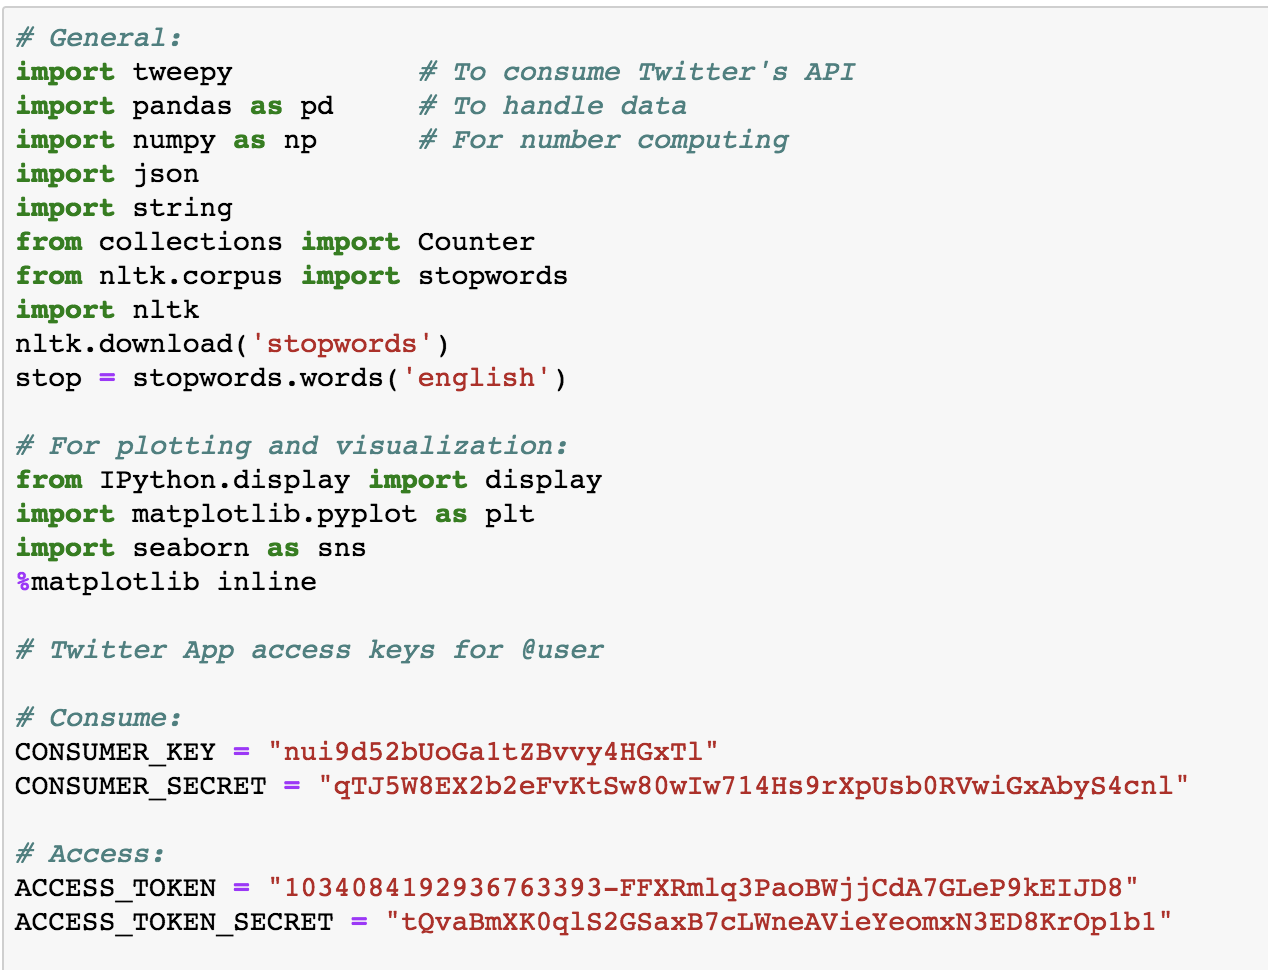 # General:
import tweepy # To consume Twitter's API
import pandas as pd # To handle data
import numpy as np # For number computing
import json
import string
from collections import Counter
from nltk.corpus import stopwords
import nltk
nltk.download('stopwords')
stop = stopwords.words('english')
# For plotting and visualization:
from IPython.display import display
import matplotlib.pyplot as plt
import seaborn as sns
%matplotlib inline
# Twitter App access keys for @user
# Consume:
CONSUMER_KEY = "nui9d52bUoGa1tZBvvy4HGxTl"
CONSUMER_SECRET = "qTJ5W8EX2b2eFvKtSw80wIw714Hs9rXpUsb0RVwiGxAbyS4cnl"
# Access:
ACCESS_TOKEN = "1034084192936763393-FFXRmlq3PaoBWjjCdA7GLeP9kEIJD8"
ACCESS_TOKEN_SECRET = "tQvaBmXK0qlS2GSaxB7cLWneAVieYeomxN3ED8KrOp1b1"